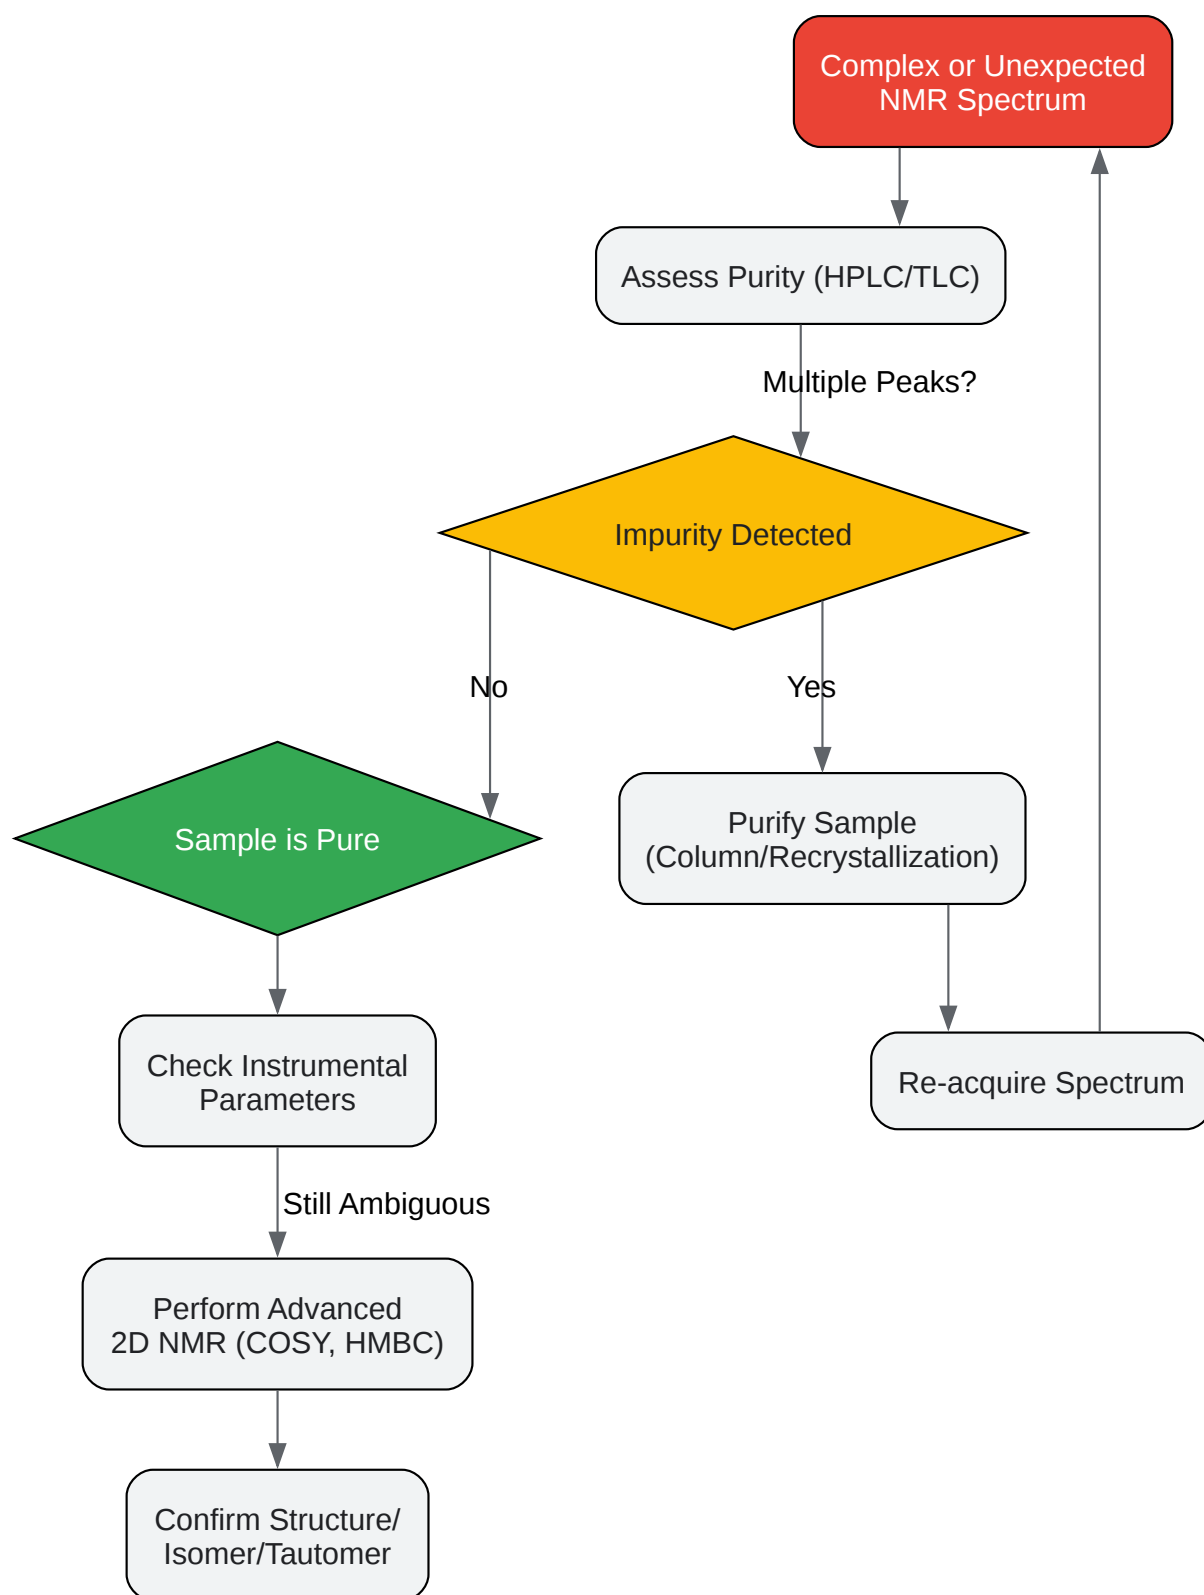 Complex or Unexpected
NMR Spectrum
Assess Purity (HPLC/TLC)
Multiple Peaks?
Impurity Detected
No
Yes
Sample is Pure
Purify Sample
(Column/Recrystallization)
Check Instrumental
Parameters
Re-acquire Spectrum
Still Ambiguous
Perform Advanced
2D NMR (COSY, HMBC)
Confirm Structure/
Isomer/Tautomer